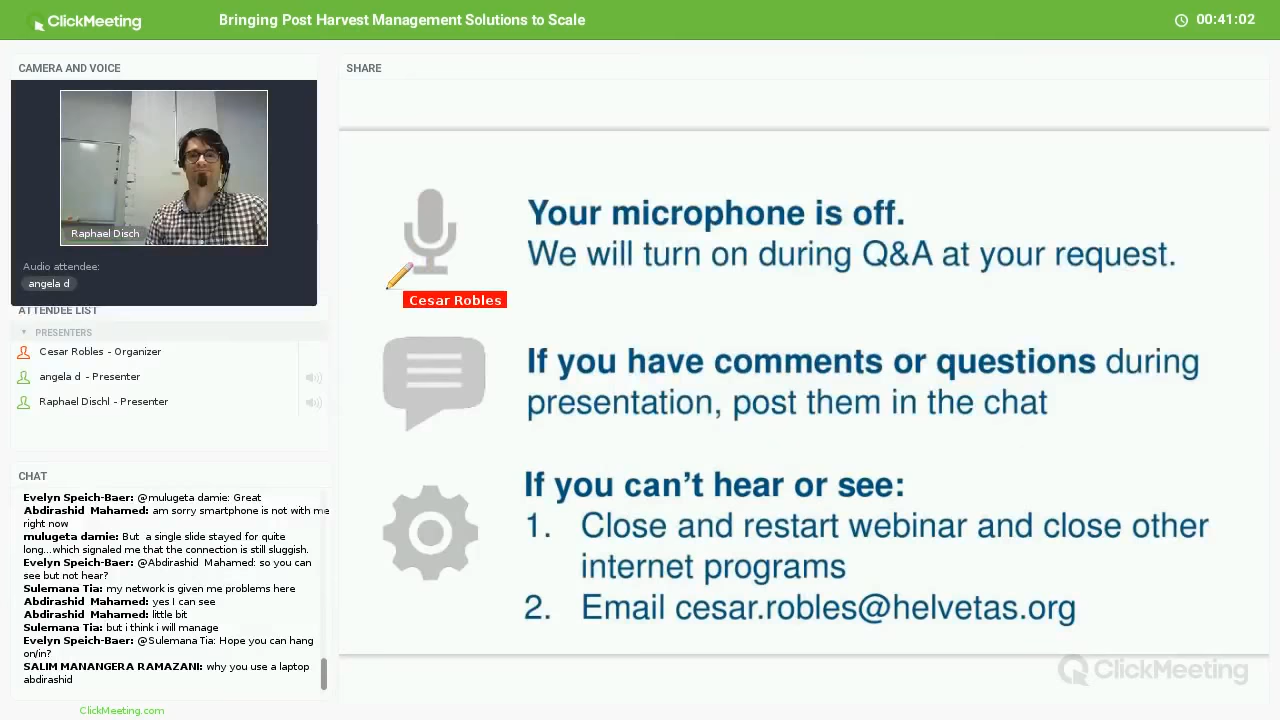 ClickMeeting
Bringing Post Harvest Management Solutions to Scale
00:41:02
CAMERA AND VOICE
Raphael Disch
Audio attendee:
angela d
ATTENDEE LIST
PRESENTERS
Cesar Robles - Organizer
angela d - Presenter
Raphael Dischl - Presenter
CHAT
Evelyn Speich-Baer: @mulugeta damie: Great
Abdirashid Mahamed: am sorry smartphone is not with me
right now
mulugeta damie: But a single slide stayed for quite
long...which signaled me that the connection is still sluggish.
Evelyn Speich-Baer: @Abdirashid Mahamed: so you can
see but not hear?
Sulemana Tia: my network is given me problems here
Abdirashid Mahamed: yes I can see
Abdirashid Mahamed: little bit
Sulemana Tia: but i think i will manage
Evelyn Speich-Baer: @Sulemana Tia: Hope you can hang
on/in?
SALIM MANANGERA RAMAZANI: why you use a laptop
abdirashid
ClickMeeting.com
SHARE
Your microphone is off.
We will turn on during Q&A at your request.
Cesar Robles
If you have comments or questions during
presentation, post them in the chat
If you can't hear or see:
1. Close and restart webinar and close other
internet programs
2. Email cesar.robles@helvetas.org
ClickMeeting